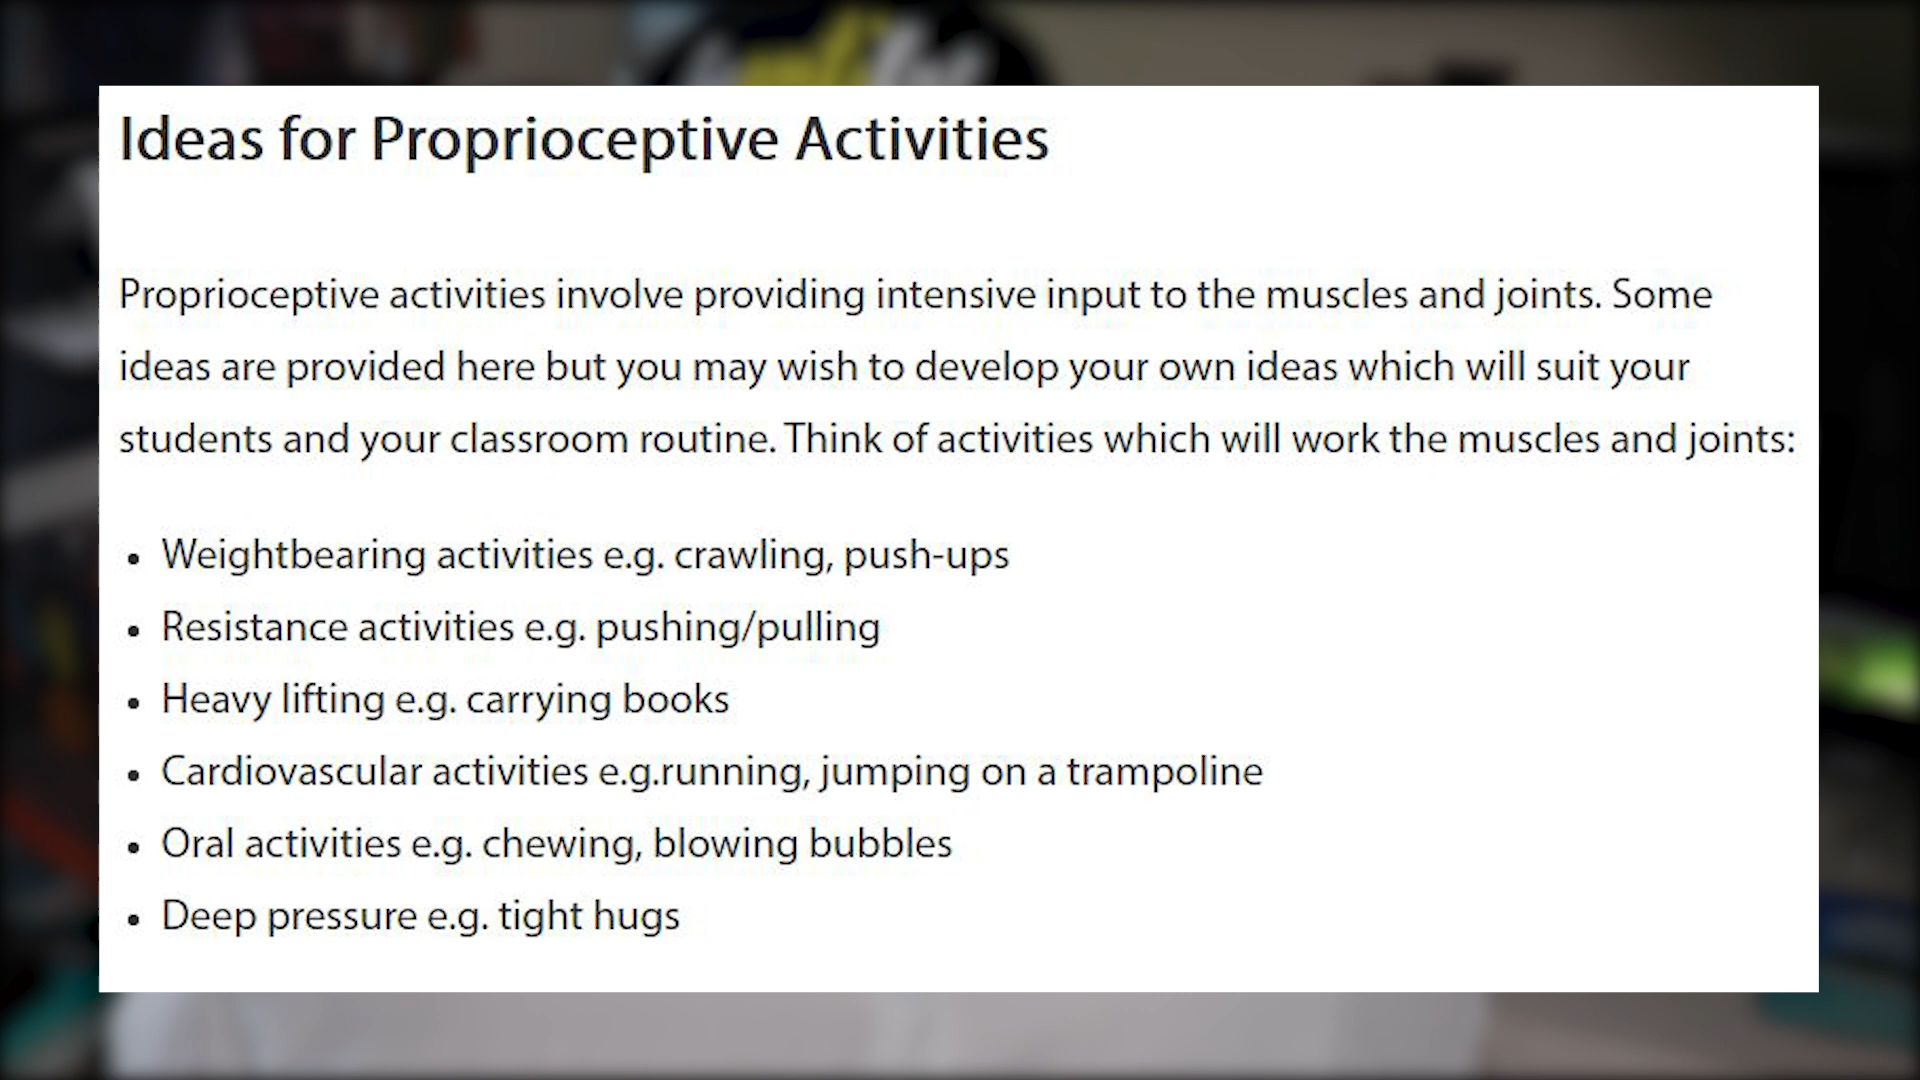 Ideas for Proprioceptive Activities
Proprioceptive activities involve providing intensive input to the muscles and joints. Some
ideas are provided here but you may wish to develop your own ideas which will suit your
students and your classroom routine. Think of activities which will work the muscles and joints:
• Weightbearing activities e.g. crawling, push-ups
• Resistance activities e.g. pushing/pulling
• Heavy lifting e.g. carrying books
• Cardiovascular activities e.g.running, jumping on a trampoline
• Oral activities e.g. chewing, blowing bubbles
• Deep pressure e.g. tight hugs